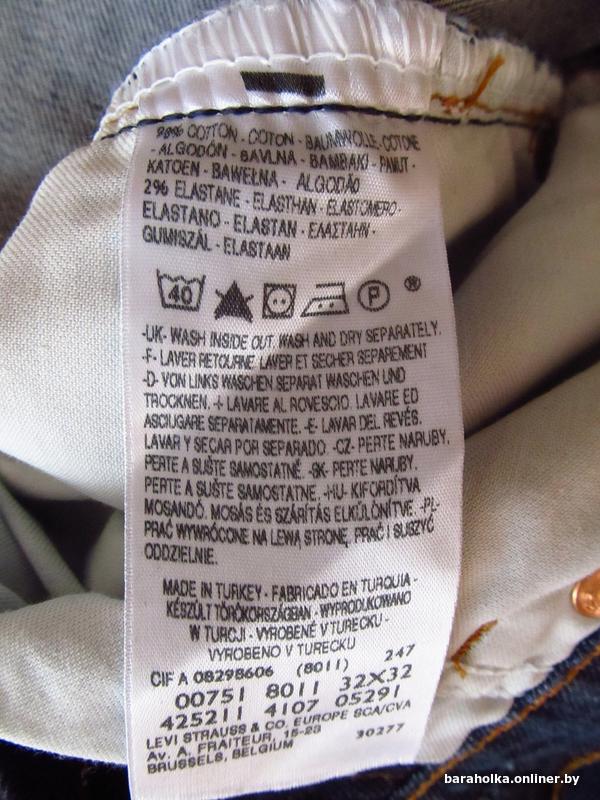 98% COTTON - COTON - BAUMWOLLE - COTONE
- ALGODÓN - BAVLNA - BAMBAKI - PAMUT -
KATOEN - BAWEŁNA - ALGODÃO
2% ELASTANE - ELASTHAN - ELASTOMERO -
ELASTANO - ELASTAN - ΕΛΑΣΤΑΗΝ -
GUMISZÁL - ELASTAAN
40 P ®
-UK- WASH INSIDE OUT. WASH AND DRY SEPARATELY.
-F- LAVER RETOURNE. LAVER ET SECHER SEPAREMENT
-D- VON LINKS WASCHEN SEPARAT WASCHEN UND
TROCKNEN. -I- LAVARE AL ROVESCIO. LAVARE ED
ASCIUGARE SEPARATAMENTE. -E- LAVAR DEL REVÉS.
LAVAR Y SECAR POR SEPARADO. -CZ- PERTE NARUBY.
PERTE A SUŠTE SAMOSTATNĚ. -SK- PERTE NARUBY.
PERTE A SUŠTE SAMOSTATNE. -HU- KIFORDÍTVA
MOSANDÓ. MOSÁS ÉS SZÁRÍTÁS ELKÜLÖNÍTVE. -PL-
PRAĆ WYWRÓCONE NA LEWĄ STRONĘ, PRAĆ I SUSZYĆ
ODDZIELNIE.
MADE IN TURKEY - FABRICADO EN TURQUIA -
KÉSZÜLT TÖRÖKORSZÁGBAN - WYPRODUKOWANO
W TURCJI - VYROBENÉ V TURECKU -
VYROBENO V TURECKU
CIF A 08298606 (8011) 247
00751 8011 32X32
425211 4107 05291
LEVI STRAUSS & CO. EUROPE SCA/CVA
Av. A. FRAITEUR, 15-23 30277
BRUSSELS, BELGIUM
baraholka.onliner.by